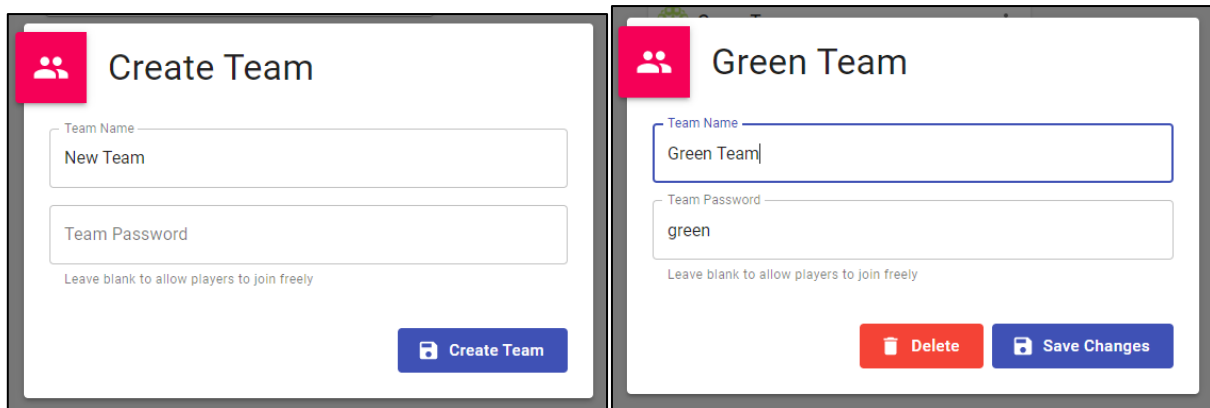 Create Team
Team Name
New Team
Team Password
Leave blank to allow players to join freely
Create Team
Green Team
Team Name
Green Team
Team Password
green
Leave blank to allow players to join freely
Delete
Save Changes